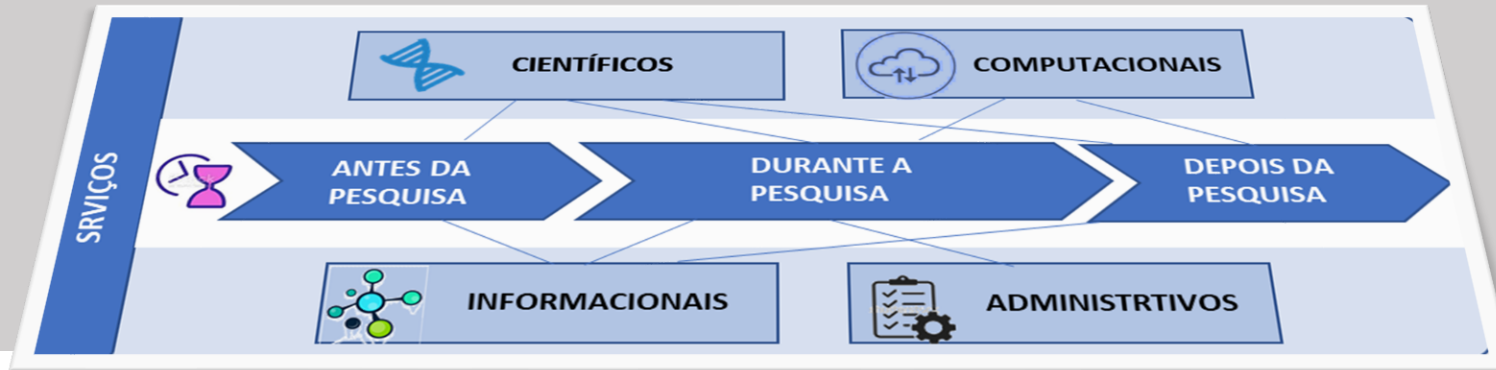 SRVIÇOS
CIENTÍFICOS
COMPUTACIONAIS
ANTES DA
PESQUISA
DURANTE A
PESQUISA
DEPOIS DA
PESQUISA
INFORMACIONAIS
ADMINISTRTIVOS